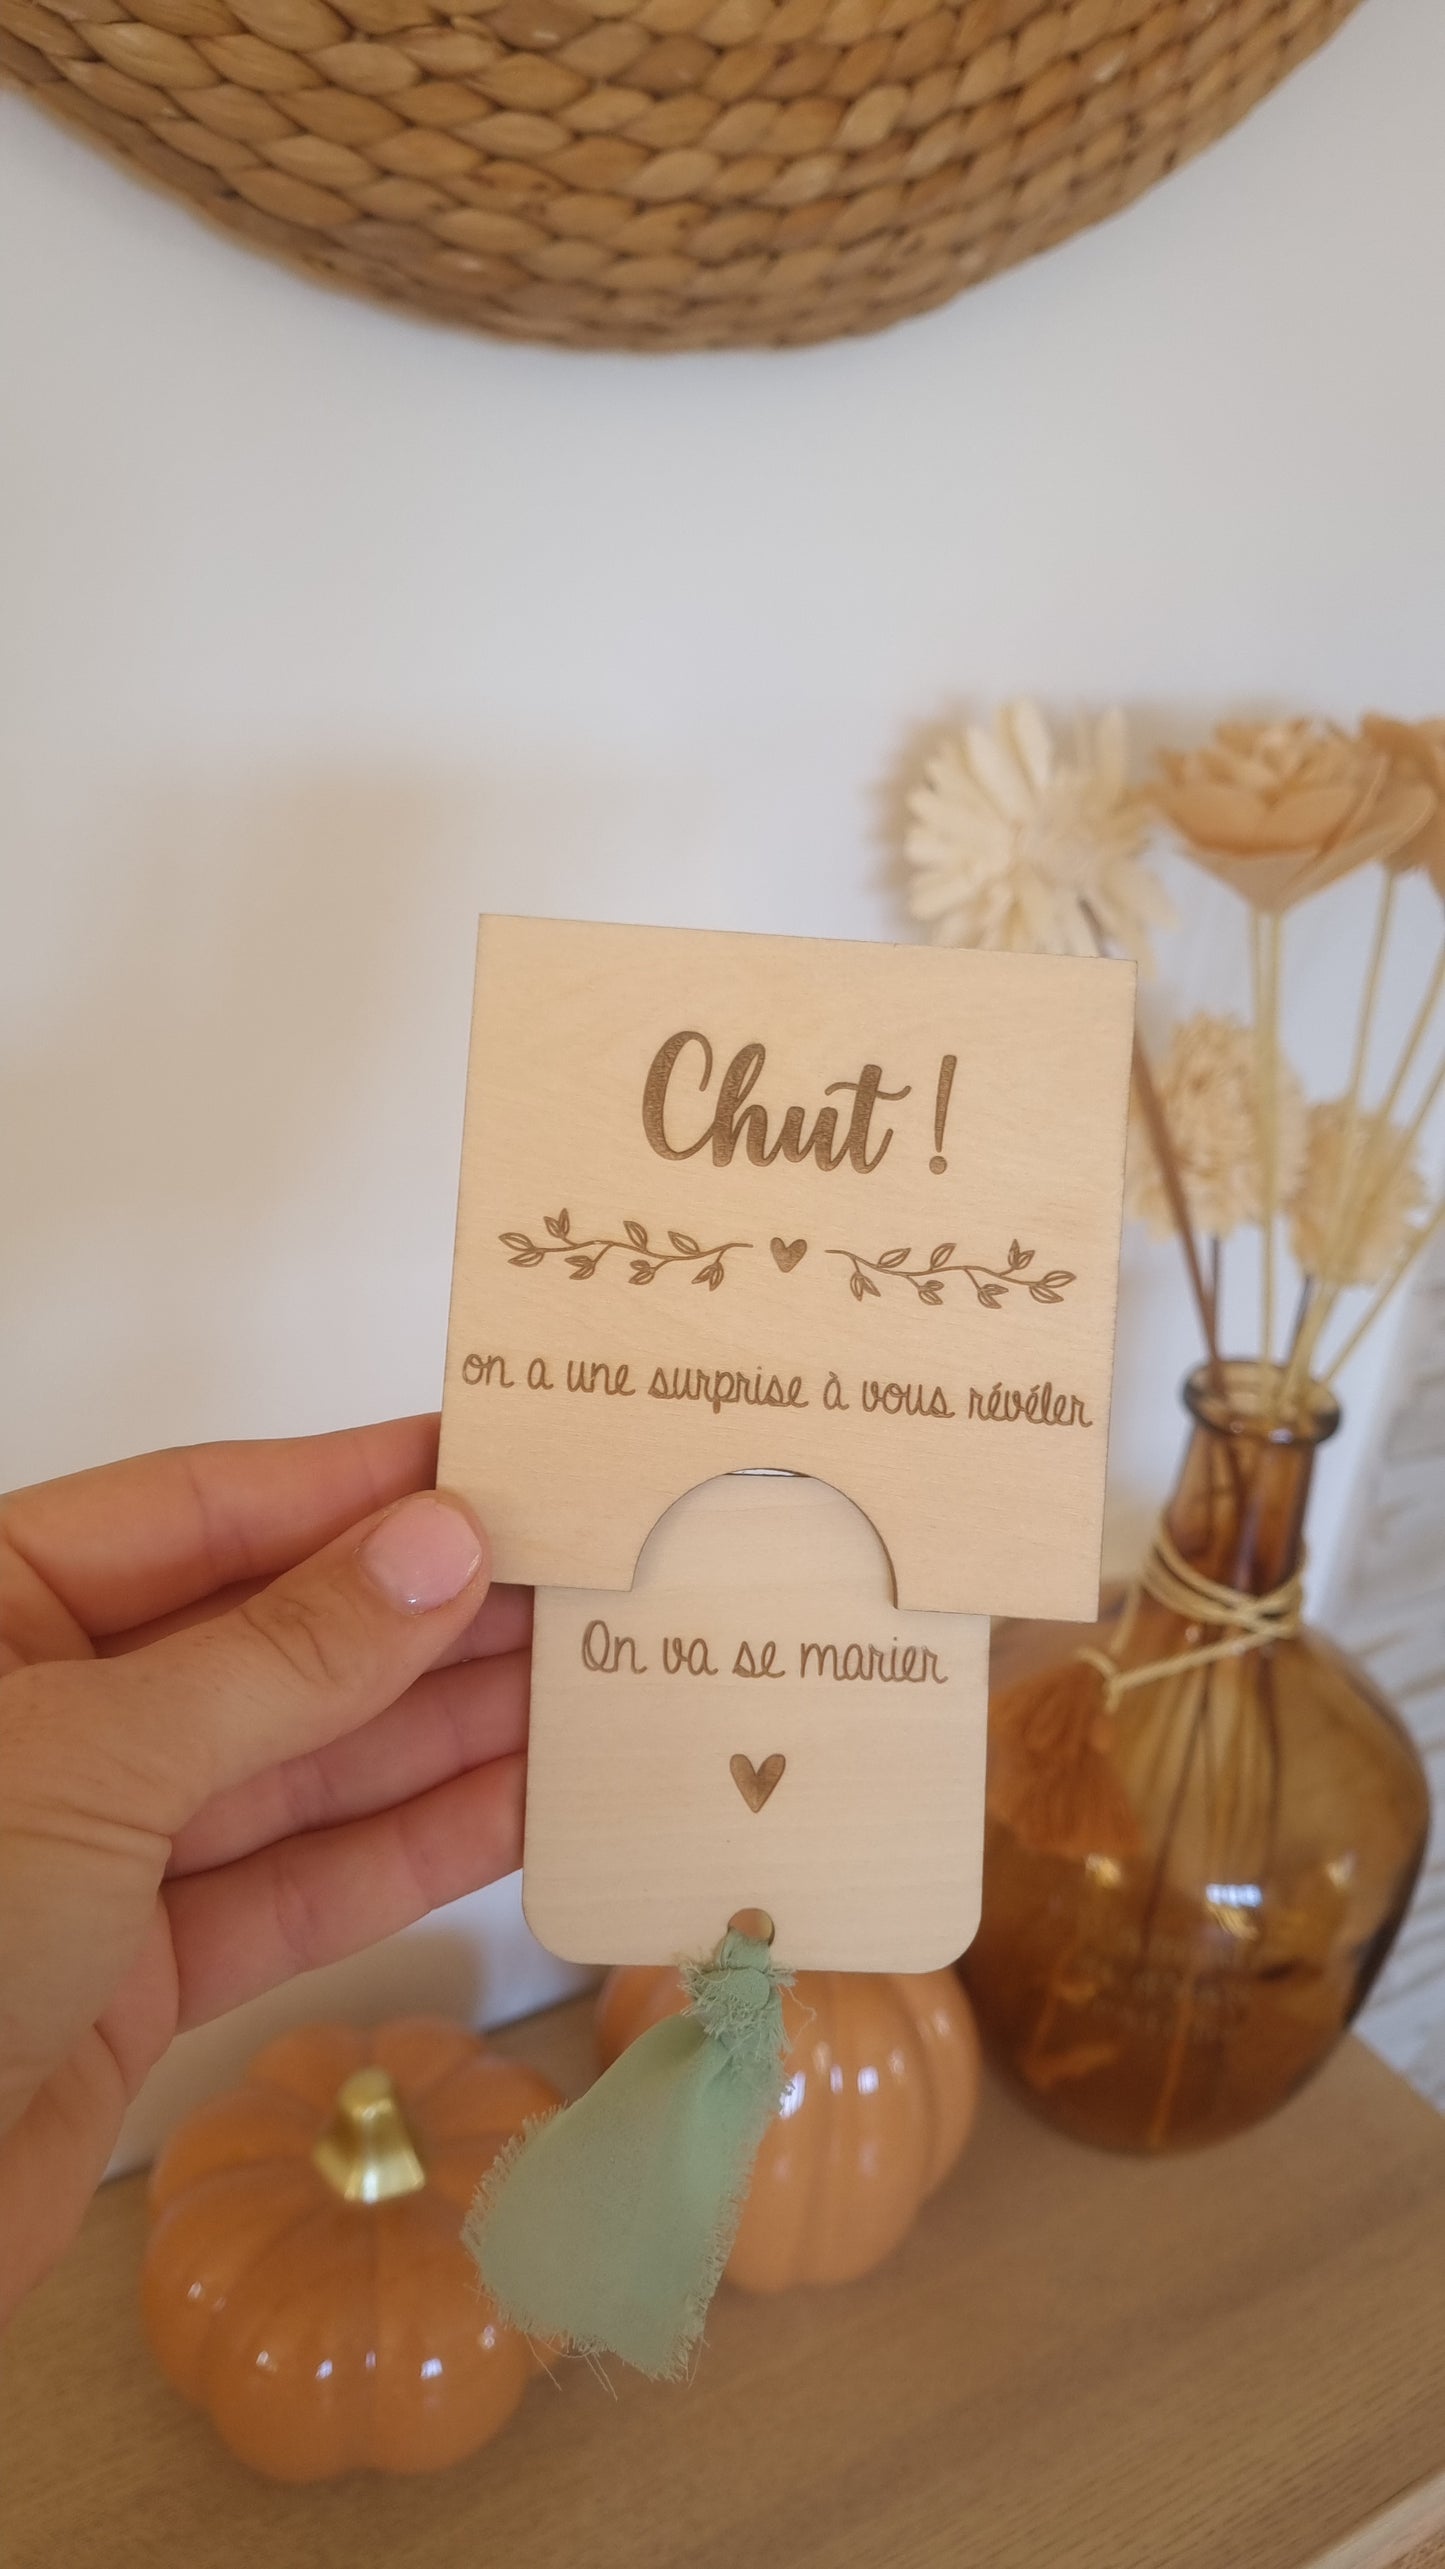 Chut !
on a une surprise à vous révéler
On va se marier